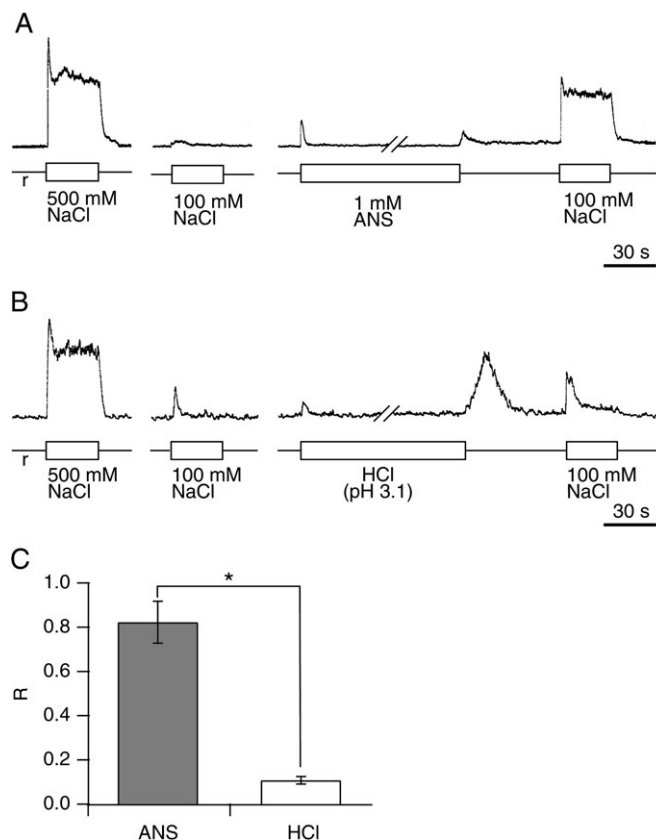 A
r
500 mM
NaCl
100 mM
NaCl
1 mM
ANS
100 mM
NaCl
30 s
B
r
500 mM
NaCl
100 mM
NaCl
HCl
(pH 3.1)
100 mM
NaCl
30 s
C
R
1.0
0.8
0.6
0.4
0.2
0.0
*
ANS
HCl